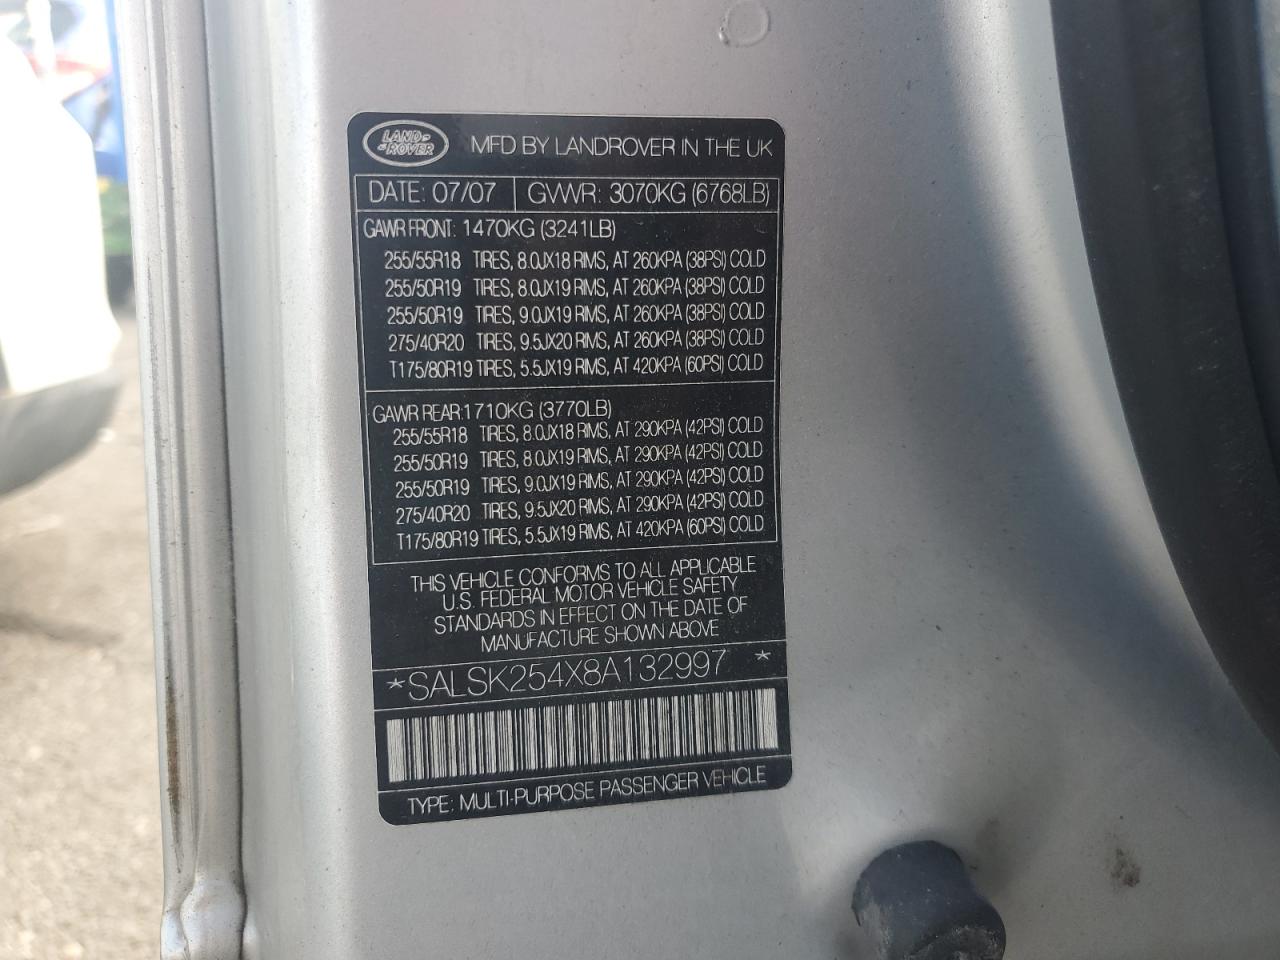 LAND-
-ROVER
MFD BY LANDROVER IN THE UK
DATE: 07/07 GVWR: 3070KG (6768LB)
GAWR FRONT: 1470KG (3241LB)
255/55R18 TIRES, 8.0JX18 RIMS, AT 260KPA (38PSI) COLD
255/50R19 TIRES, 8.0JX19 RIMS, AT 260KPA (38PSI) COLD
255/50R19 TIRES, 9.0JX19 RIMS, AT 260KPA (38PSI) COLD
275/40R20 TIRES, 9.5JX20 RIMS, AT 260KPA (38PSI) COLD
T175/80R19 TIRES, 5.5JX19 RIMS, AT 420KPA (60PSI) COLD
GAWR REAR: 1710KG (3770LB)
255/55R18 TIRES, 8.0JX18 RIMS, AT 290KPA (42PSI) COLD
255/50R19 TIRES, 8.0JX19 RIMS, AT 290KPA (42PSI) COLD
255/50R19 TIRES, 9.0JX19 RIMS, AT 290KPA (42PSI) COLD
275/40R20 TIRES, 9.5JX20 RIMS, AT 290KPA (42PSI) COLD
T175/80R19 TIRES, 5.5JX19 RIMS, AT 420KPA (60PSI) COLD
THIS VEHICLE CONFORMS TO ALL APPLICABLE
U.S. FEDERAL MOTOR VEHICLE SAFETY
STANDARDS IN EFFECT ON THE DATE OF
MANUFACTURE SHOWN ABOVE
*SALSK254X8A132997 *
TYPE: MULTI-PURPOSE PASSENGER VEHICLE